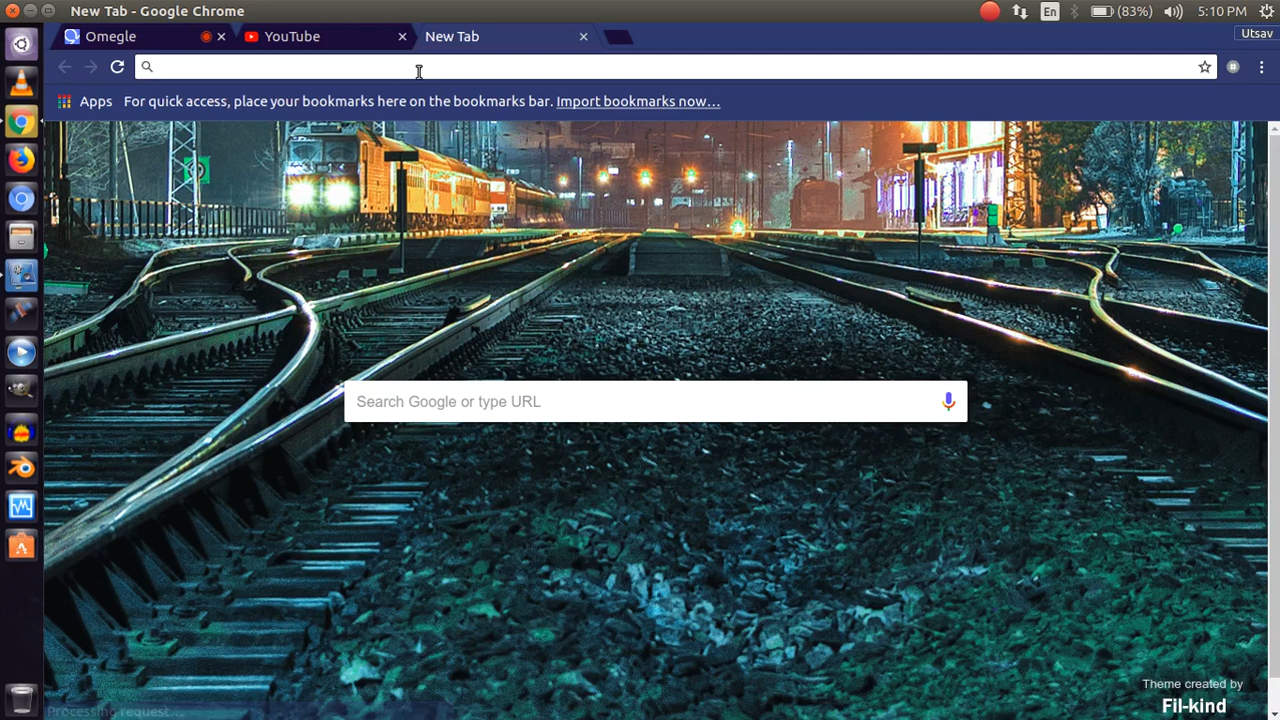 New Tab - Google Chrome
En
(83%)
5:10 PM
Omegle
YouTube
New Tab
Utsav
Apps
For quick access, place your bookmarks here on the bookmarks bar. Import bookmarks now…
Search Google or type URL
Theme created by
Fil-kind
Processing request...